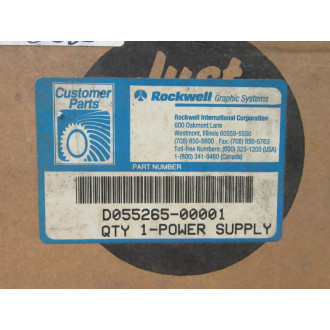 Just
Customer
Parts
Rockwell Graphic Systems
Rockwell International Corporation
600 Oakmont Lane
Westmont, Illinois 60559-5550
(708) 850-5600 Fax: (708) 850-6763
Toll-Free Numbers: (800) 323-1200 (USA)
1-(800) 341-0460 (Canada)
PART NUMBER
D055265-00001
QTY 1-POWER SUPPLY